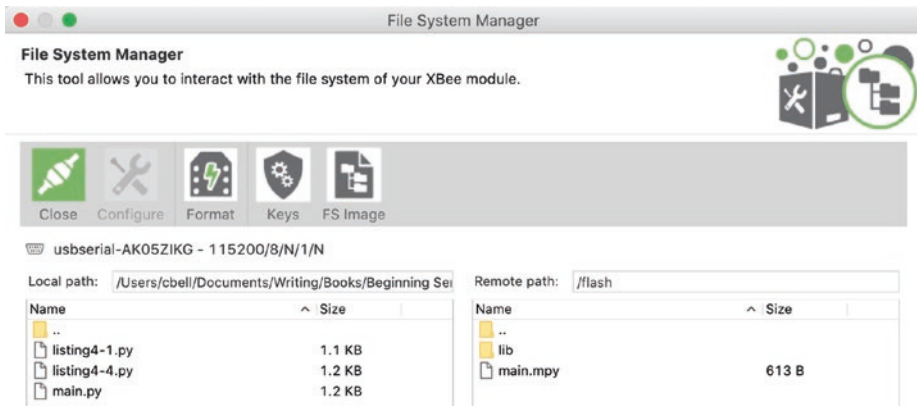 File System Manager
File System Manager
This tool allows you to interact with the file system of your XBee module.
Close Configure Format Keys FS Image
usbserial-AK05ZIKG - 115200/8/N/1/N
Local path: /Users/cbell/Documents/Writing/Books/Beginning Remote path: /flash
Name Size Name Size
.. ..
listing4-1.py 1.1 KB lib
listing4-4.py 1.2 KB main.mpy 613 B
main.py 1.2 KB